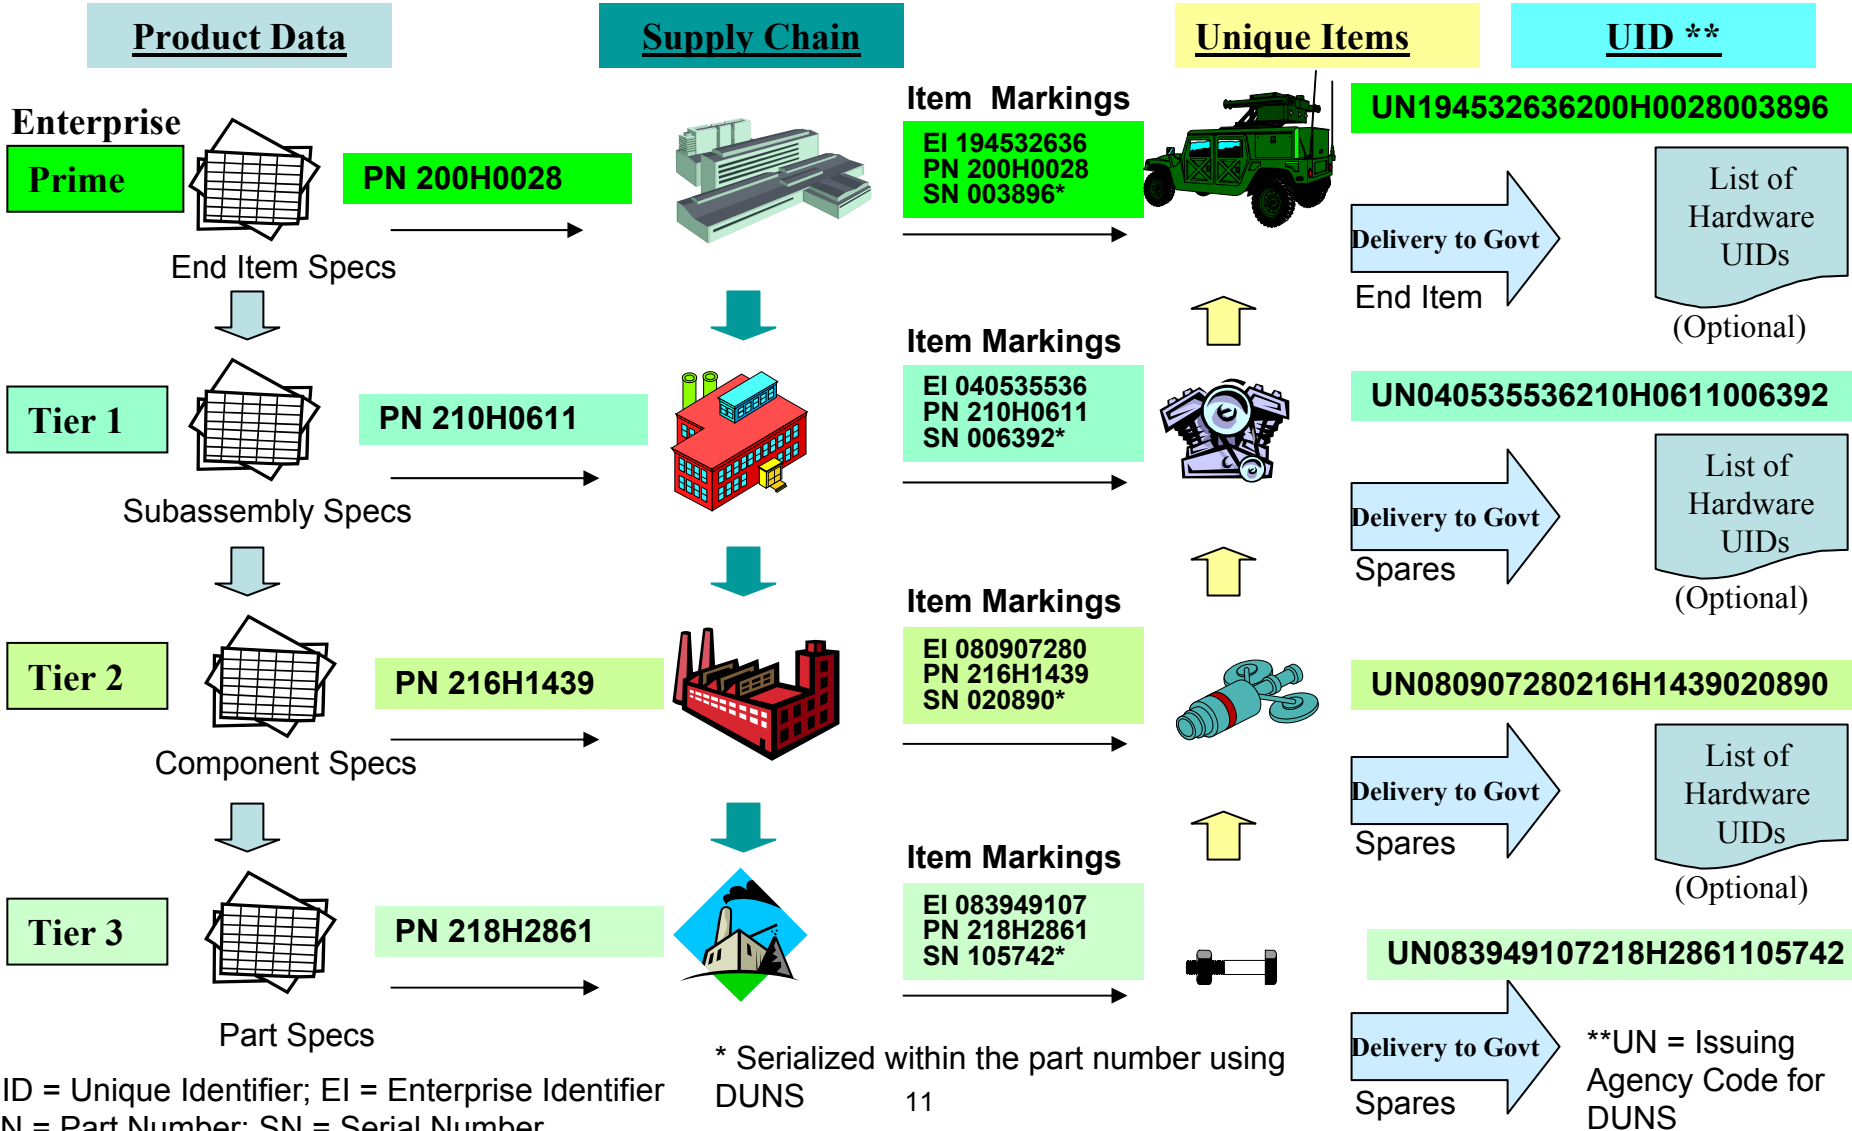 Product Data
Supply Chain
Unique Items
UID **
Enterprise
Prime
End Item Specs
PN 200H0028
Item  Markings
EI 194532636
PN 200H0028
SN 003896*
UN194532636200H0028003896
Delivery to Govt
End Item
List of
Hardware
UIDs
(Optional)
Tier 1
Subassembly Specs
PN 210H0611
Item Markings
EI 040535536
PN 210H0611
SN 006392*
UN040535536210H0611006392
Delivery to Govt
Spares
List of
Hardware
UIDs
(Optional)
Tier 2
Component Specs
PN 216H1439
Item Markings
EI 080907280
PN 216H1439
SN 020890*
UN080907280216H1439020890
Delivery to Govt
Spares
List of
Hardware
UIDs
(Optional)
Tier 3
Part Specs
PN 218H2861
Item Markings
EI 083949107
PN 218H2861
SN 105742*
UN083949107218H2861105742
Delivery to Govt
Spares
**UN = Issuing
Agency Code for
DUNS
* Serialized within the part number using
DUNS
11
ID = Unique Identifier; EI = Enterprise Identifier
N = Part Number; SN = Serial Number